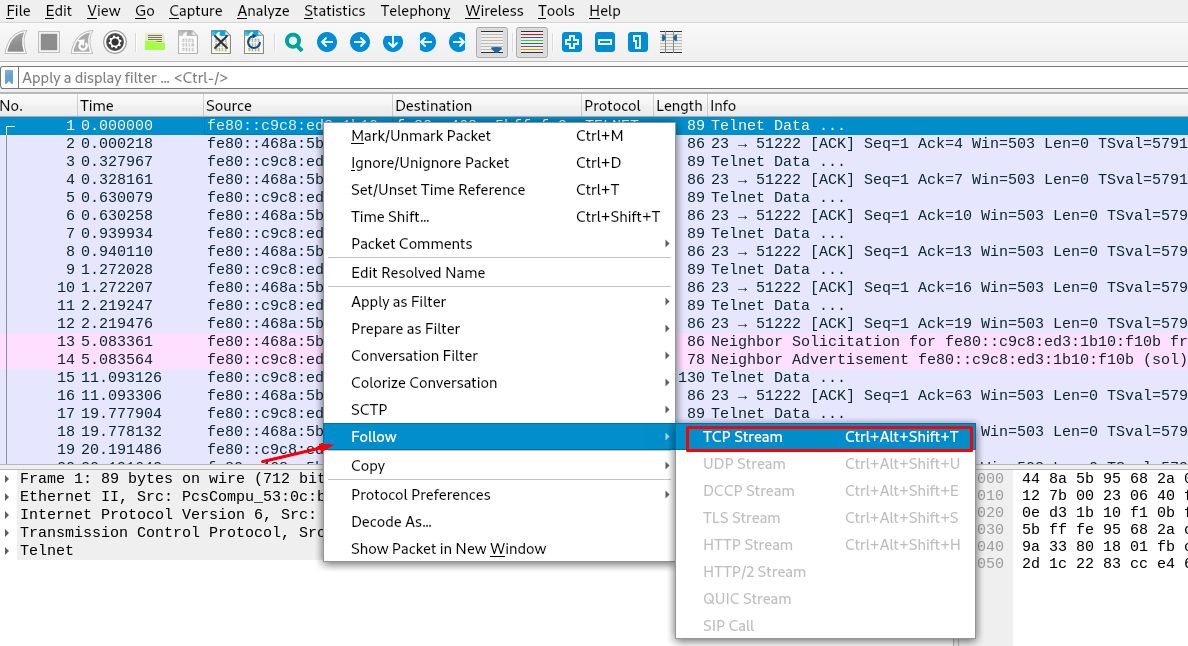 File Edit View Go Capture Analyze Statistics Telephony Wireless Tools Help
Apply a display filter ... <Ctrl-/>
No. Time Source Destination Protocol Length Info
1 0.000000 fe80::c9c8:ed 89 Telnet Data ...
2 0.000218 fe80::468a:5b 86 23 → 51222 [ACK] Seq=1 Ack=4 Win=503 Len=0 TSval=5791
3 0.327967 fe80::c9c8:ed 89 Telnet Data ...
4 0.328161 fe80::468a:5b 86 23 → 51222 [ACK] Seq=1 Ack=7 Win=503 Len=0 TSval=5791
5 0.630079 fe80::c9c8:ed 89 Telnet Data ...
6 0.630258 fe80::468a:5b 86 23 → 51222 [ACK] Seq=1 Ack=10 Win=503 Len=0 TSval=579
7 0.939934 fe80::c9c8:ed 89 Telnet Data ...
8 0.940110 fe80::468a:5b 86 23 → 51222 [ACK] Seq=1 Ack=13 Win=503 Len=0 TSval=579
9 1.272028 fe80::c9c8:ed 89 Telnet Data ...
10 1.272207 fe80::468a:5b 86 23 → 51222 [ACK] Seq=1 Ack=16 Win=503 Len=0 TSval=579
11 2.219247 fe80::c9c8:ed 89 Telnet Data ...
12 2.219476 fe80::468a:5b 86 23 → 51222 [ACK] Seq=1 Ack=19 Win=503 Len=0 TSval=579
13 5.083361 fe80::468a:5b 86 Neighbor Solicitation for fe80::c9c8:ed3:1b10:f10b fr
14 5.083564 fe80::c9c8:ed 78 Neighbor Advertisement fe80::c9c8:ed3:1b10:f10b (sol)
15 11.093126 fe80::c9c8:ed 130 Telnet Data ...
16 11.093306 fe80::468a:5b 86 23 → 51222 [ACK] Seq=1 Ack=63 Win=503 Len=0 TSval=579
17 19.777904 fe80::c9c8:ed 89 Telnet Data ...
18 19.778132 fe80::468a:5b Win=503 Len=0 TSval=579
19 20.191486 fe80::c9c8:ed
Mark/Unmark Packet Ctrl+M
Ignore/Unignore Packet Ctrl+D
Set/Unset Time Reference Ctrl+T
Time Shift... Ctrl+Shift+T
Packet Comments
Edit Resolved Name
Apply as Filter
Prepare as Filter
Conversation Filter
Colorize Conversation
SCTP
Follow
Copy
Protocol Preferences
Decode As...
Show Packet in New Window
TCP Stream Ctrl+Alt+Shift+T
UDP Stream Ctrl+Alt+Shift+U
DCCP Stream Ctrl+Alt+Shift+E
TLS Stream Ctrl+Alt+Shift+S
HTTP Stream Ctrl+Alt+Shift+H
HTTP/2 Stream
QUIC Stream
SIP Call
Frame 1: 89 bytes on wire (712 bit
Ethernet II, Src: PcsCompu_53:0c:b
Internet Protocol Version 6, Src:
Transmission Control Protocol, Src
Telnet
000 44 8a 5b 95 68 2a
010 12 7b 00 23 06 40
020 0e d3 1b 10 f1 0b
030 5b ff fe 95 68 2a
040 9a 33 80 18 01 fb
050 2d 1c 22 83 cc e4